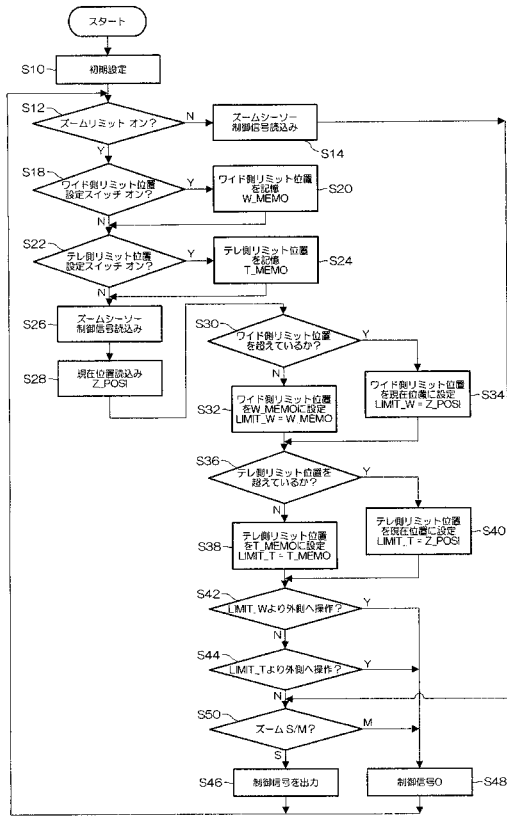 スタート
S10
初期設定
S12
ズームリミット オン？
N
ズームシーソー
制御信号読込み
S14
Y
S18
ワイド側リミット位置
設定スイッチ オン？
Y
ワイド側リミット位置
を記憶
W_MEMO
S20
N
S22
テレ側リミット位置
設定スイッチ オン？
Y
テレ側リミット位置
を記憶
T_MEMO
S24
N
S26
ズームシーソー
制御信号読込み
S28
現在位置読込み
Z_POSI
S30
ワイド側リミット位置
を超えているか？
Y
N
S32
ワイド側リミット位置
をW_MEMOに設定
LIMIT_W = W_MEMO
ワイド側リミット位置
を現在位置に設定
LIMIT_W = Z_POSI
S34
S36
テレ側リミット位置を
超えているか？
Y
N
S38
テレ側リミット位置
をT_MEMOに設定
LIMIT_T = T_MEMO
テレ側リミット位置
を現在位置に設定
LIMIT_T = Z_POSI
S40
S42
LIMIT_Wより外側へ操作？
Y
N
S44
LIMIT_Tより外側へ操作？
Y
N
S50
ズーム S/M？
M
S
S46
制御信号を出力
制御信号0
S48